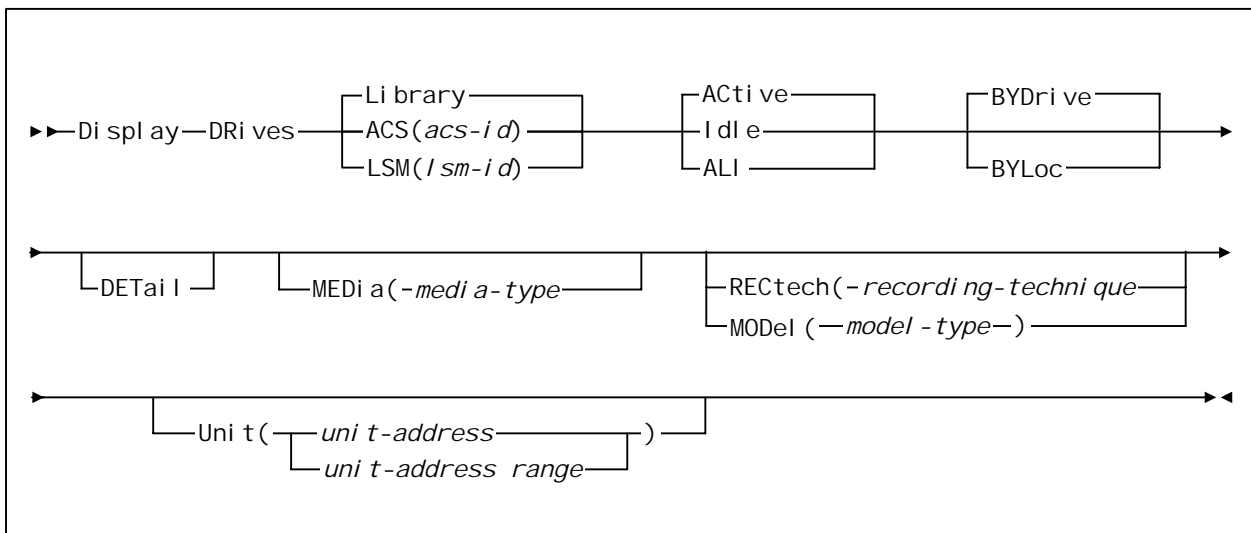 Library
ACtive
BYDrive
Display DRives ACS(acs-id) Idle
LSM(lsm-id) ALl BYLoc
DETail MEDia(media-type RECtech(recording-technique
MODel(model-type)
Unit( unit-address )
unit-address range